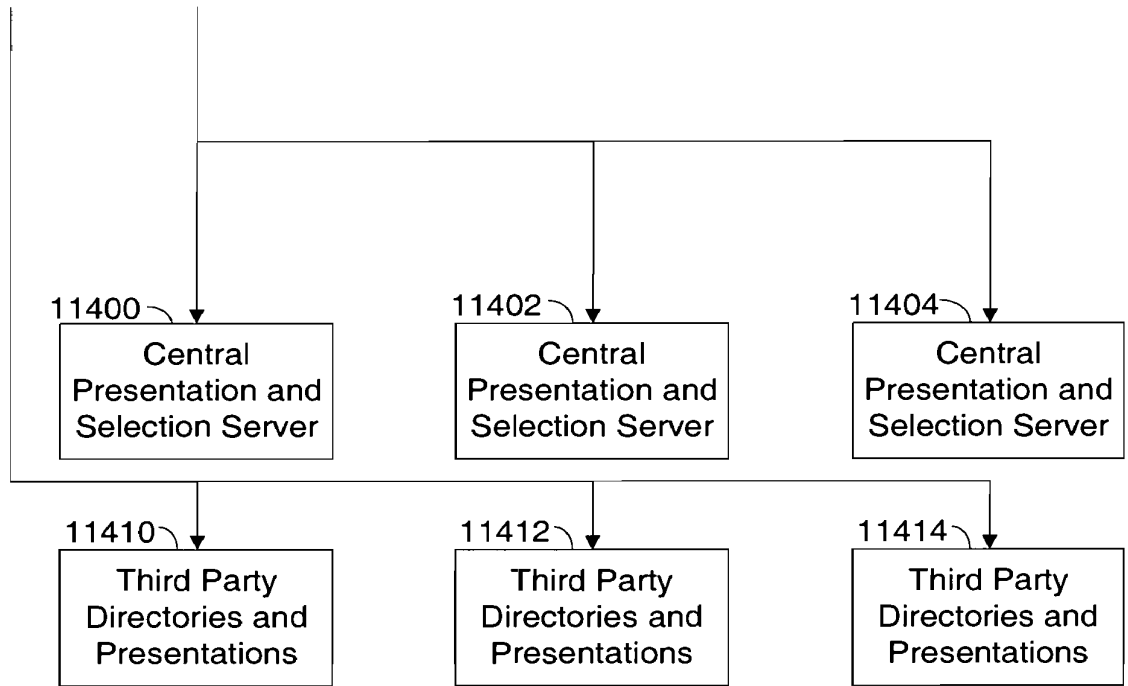 11400
Central
Presentation and
Selection Server
11402
Central
Presentation and
Selection Server
11404
Central
Presentation and
Selection Server
11410
Third Party
Directories and
Presentations
11412
Third Party
Directories and
Presentations
11414
Third Party
Directories and
Presentations